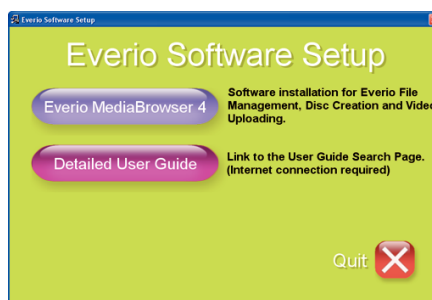 Everio Software Setup
Everio Software Setup
Everio MediaBrowser 4
Software installation for Everio File
Management, Disc Creation and Video
Uploading.
Detailed User Guide
Link to the User Guide Search Page.
(Internet connection required)
Quit